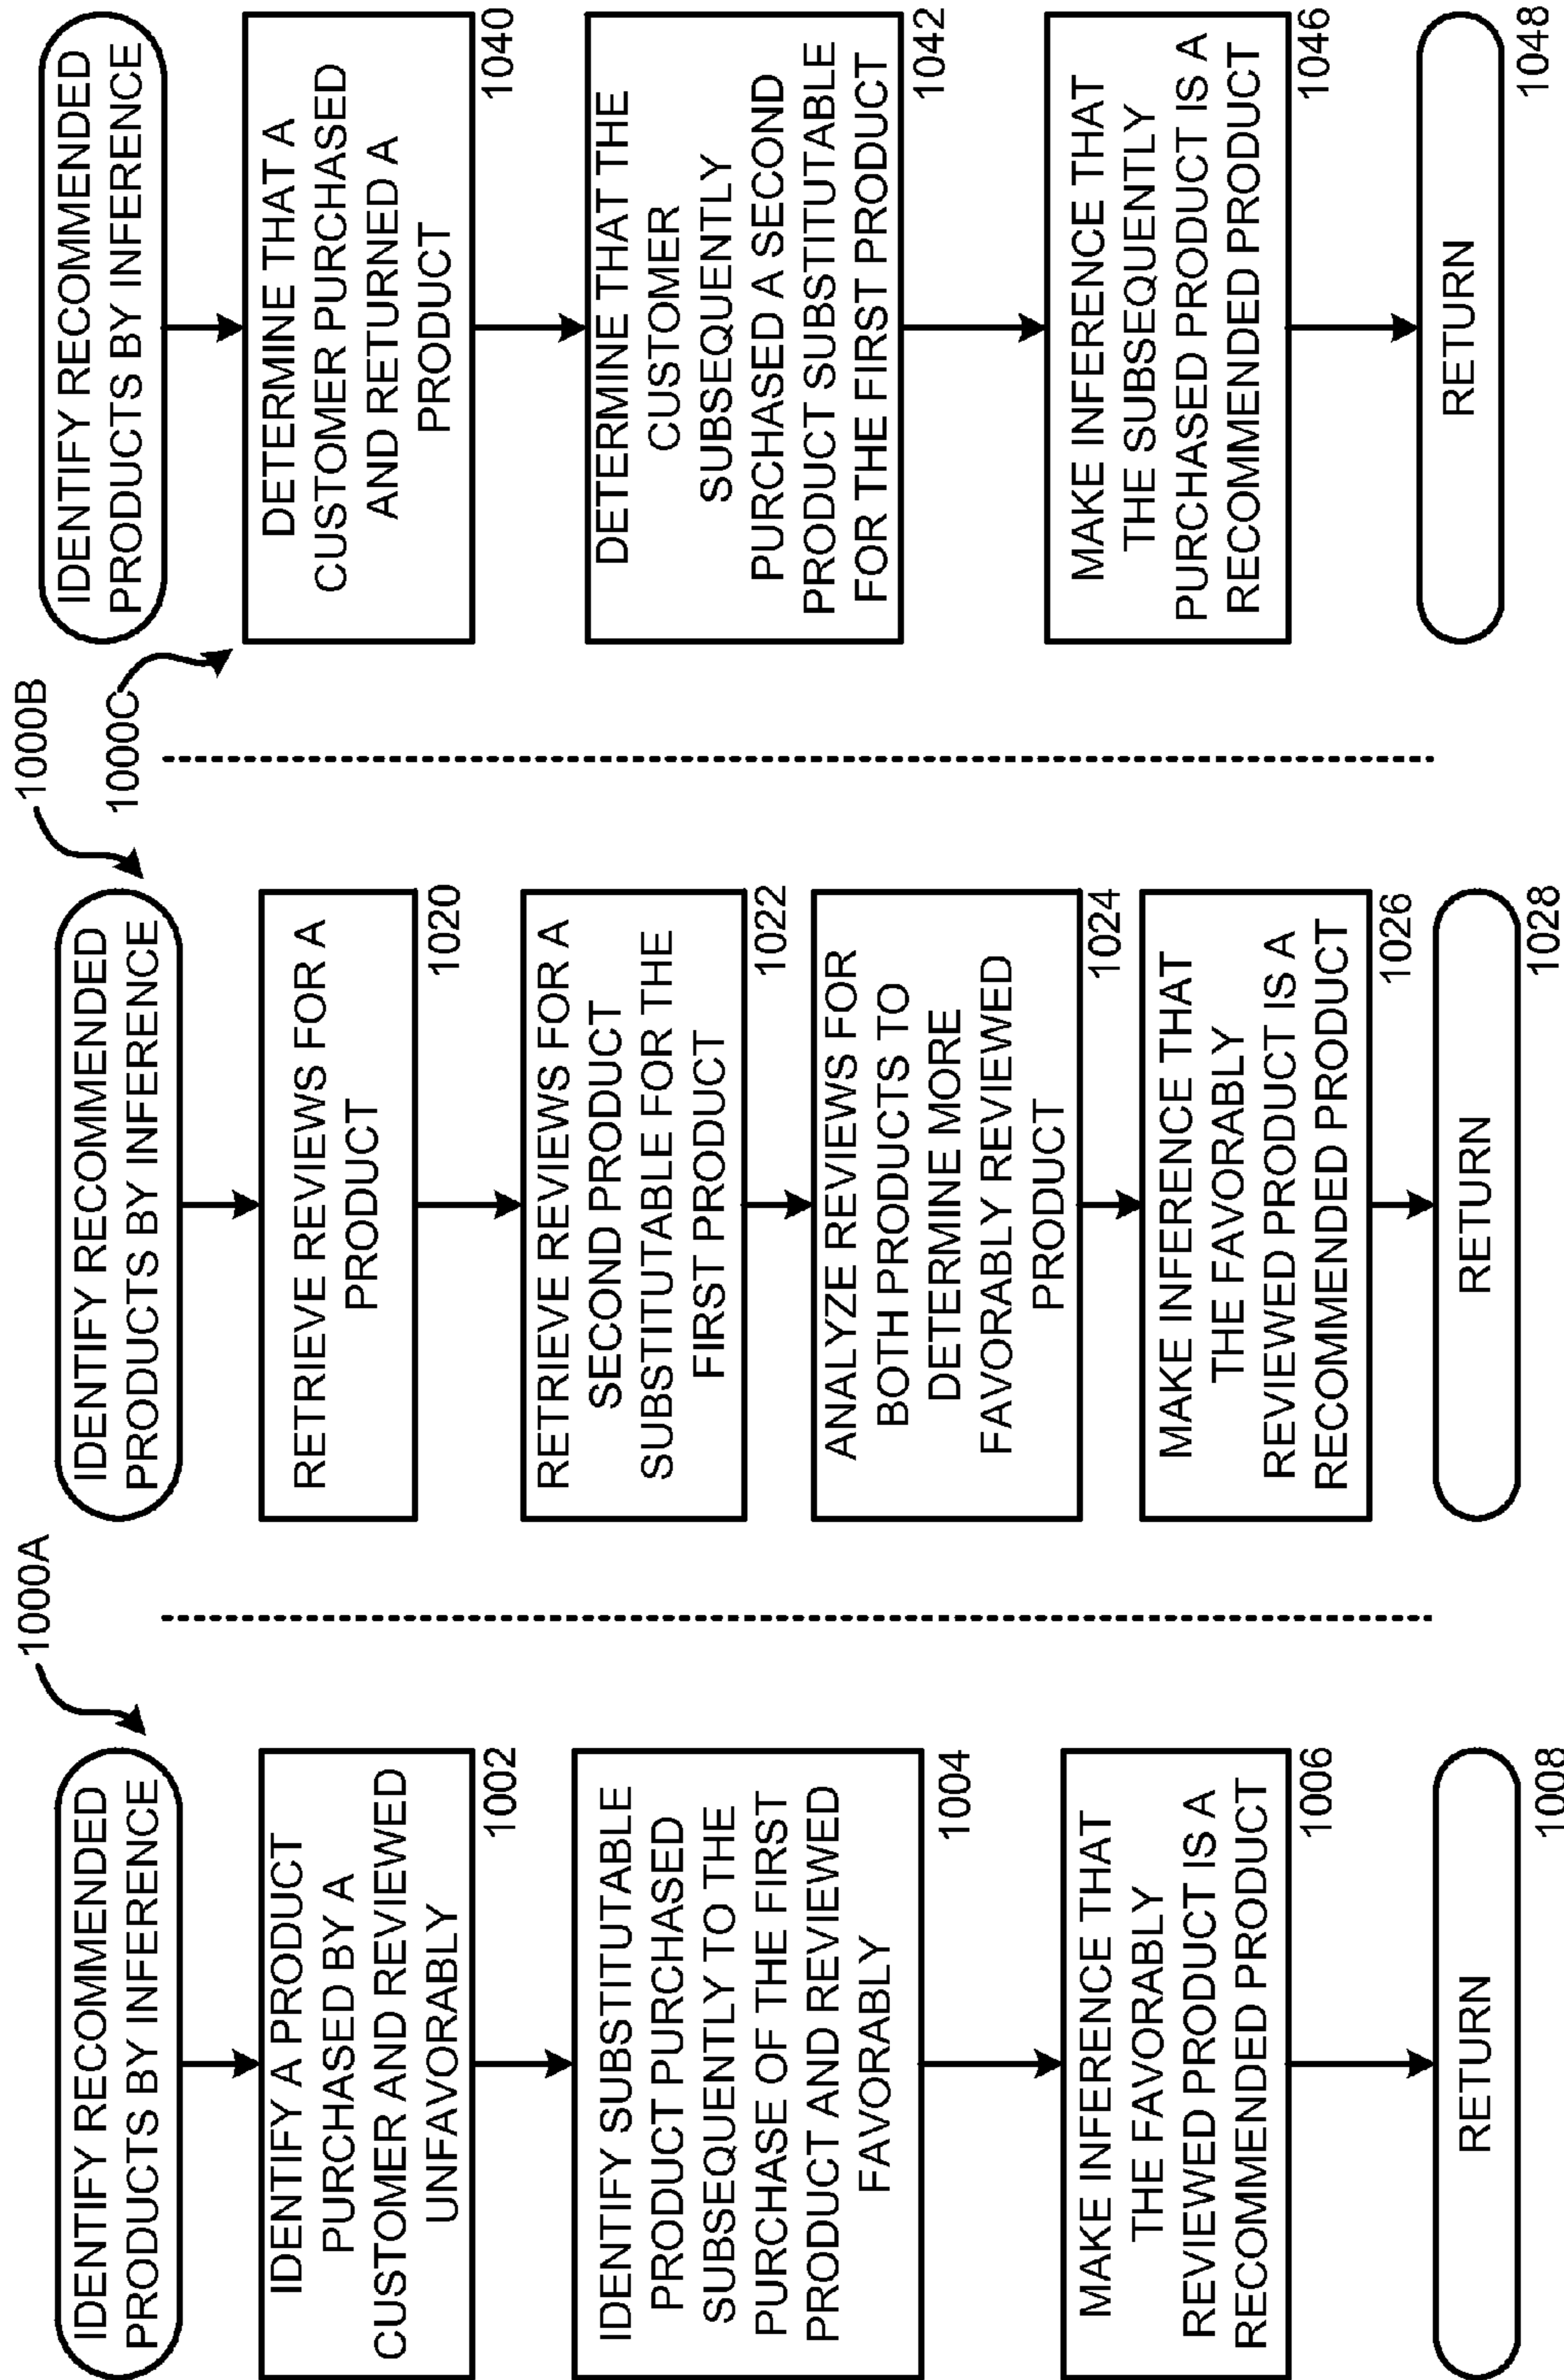 1000A
IDENTIFY RECOMMENDED
PRODUCTS BY INFERENCE
IDENTIFY A PRODUCT
PURCHASED BY A
CUSTOMER AND REVIEWED
UNFAVORABLY
1002
IDENTIFY SUBSTITUTABLE
PRODUCT PURCHASED
SUBSEQUENTLY TO THE
PURCHASE OF THE FIRST
PRODUCT AND REVIEWED
FAVORABLY
1004
MAKE INFERENCE THAT
THE FAVORABLY
REVIEWED PRODUCT IS A
RECOMMENDED PRODUCT
1006
RETURN
1008
1000B
IDENTIFY RECOMMENDED
PRODUCTS BY INFERENCE
RETRIEVE REVIEWS FOR A
PRODUCT
1020
RETRIEVE REVIEWS FOR A
SECOND PRODUCT
SUBSTITUTABLE FOR THE
FIRST PRODUCT
1022
ANALYZE REVIEWS FOR
BOTH PRODUCTS TO
DETERMINE MORE
FAVORABLY REVIEWED
PRODUCT
1024
MAKE INFERENCE THAT
THE FAVORABLY
REVIEWED PRODUCT IS A
RECOMMENDED PRODUCT
1026
RETURN
1028
1000C
IDENTIFY RECOMMENDED
PRODUCTS BY INFERENCE
DETERMINE THAT A
CUSTOMER PURCHASED
AND RETURNED A
PRODUCT
1040
DETERMINE THAT THE
CUSTOMER
SUBSEQUENTLY
PURCHASED A SECOND
PRODUCT SUBSTITUTABLE
FOR THE FIRST PRODUCT
1042
MAKE INFERENCE THAT
THE SUBSEQUENTLY
PURCHASED PRODUCT IS A
RECOMMENDED PRODUCT
1046
RETURN
1048